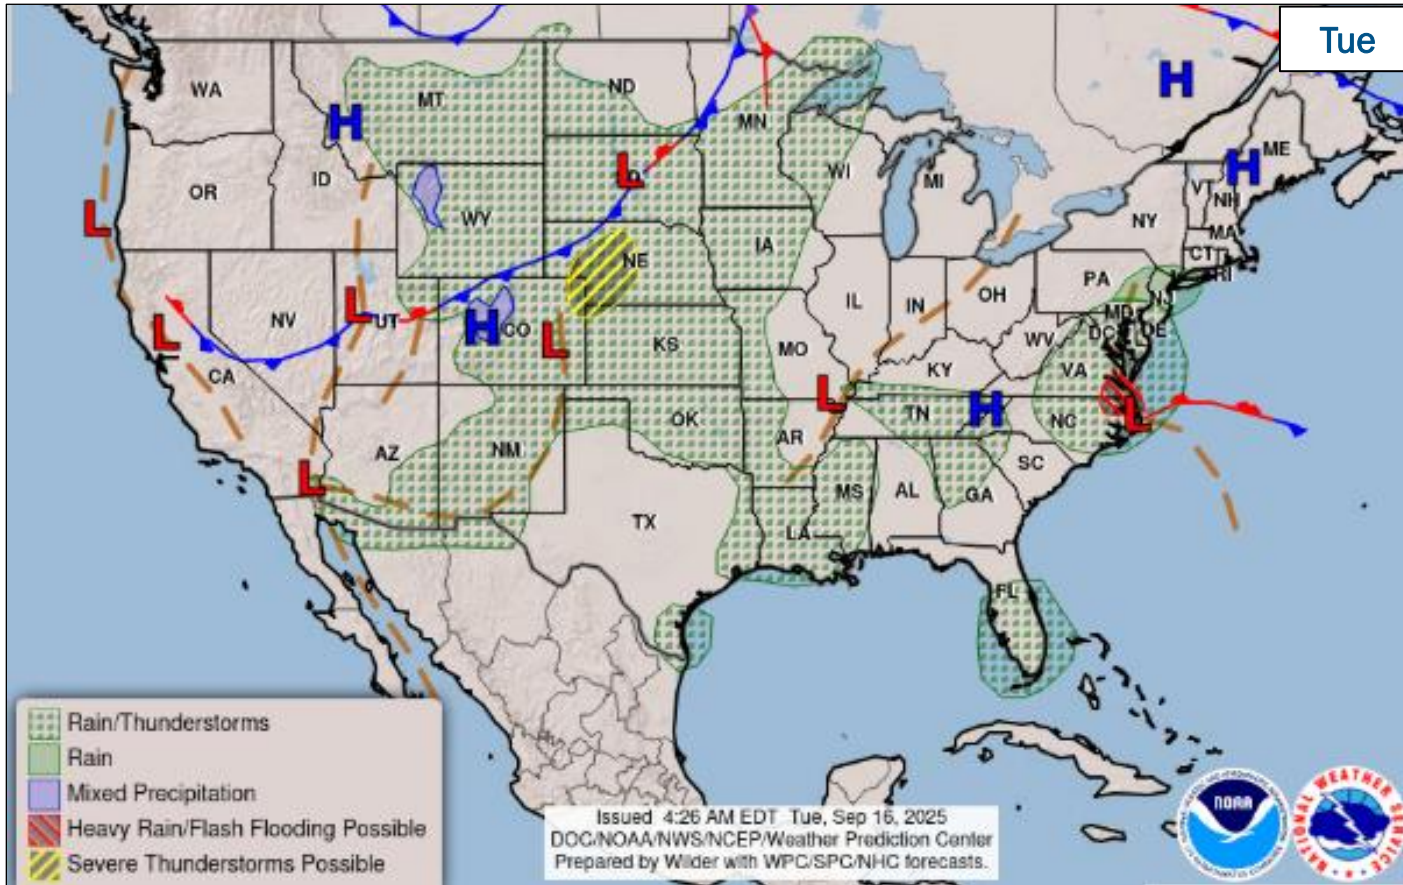 Tue
H
WA
MT
ND
MN
ME
H
H
OR
ID
L
WY
WI
MI
VT
NH
NY
MA
CT
RI
L
NE
IA
PA
NJ
L
NV
UT
H
CO
L
L
IL
IN
OH
MD
DE
DC
WV
VA
CA
KS
MO
KY
L
AZ
NM
OK
AR
TN
H
NC
L
L
TX
MS
AL
GA
SC
LA
FL
Rain/Thunderstorms
Rain
Mixed Precipitation
Heavy Rain/Flash Flooding Possible
Severe Thunderstorms Possible
Issued 4:26 AM EDT Tue, Sep 16, 2025
DOC/NOAA/NWS/NCEP/Weather Prediction Center
Prepared by Wilder with WPC/SPC/NHC forecasts.
NOAA
NATIONAL WEATHER SERVICE